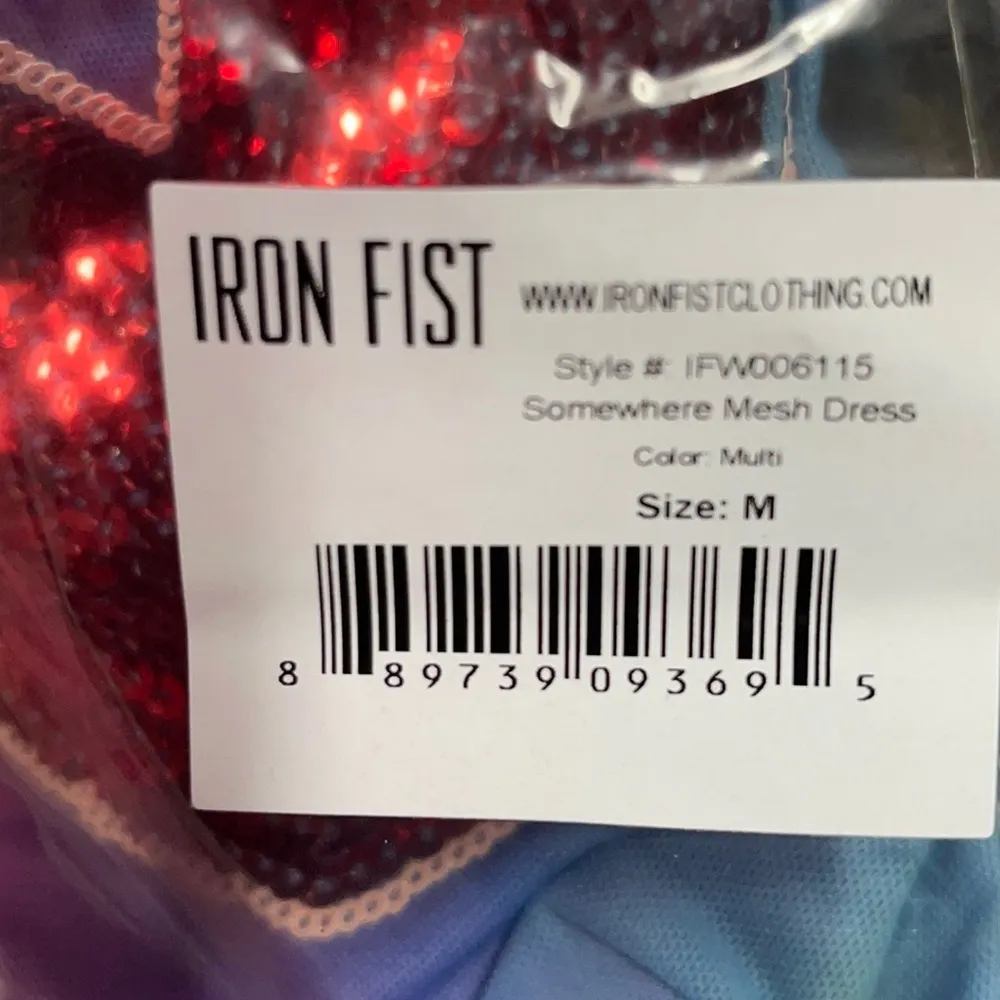 IRON FIST
WWW.IRONFISTCLOTHING.COM
Style #: IFW006115
Somewhere Mesh Dress
Color: Multi
Size: M
8 89739 09369 5